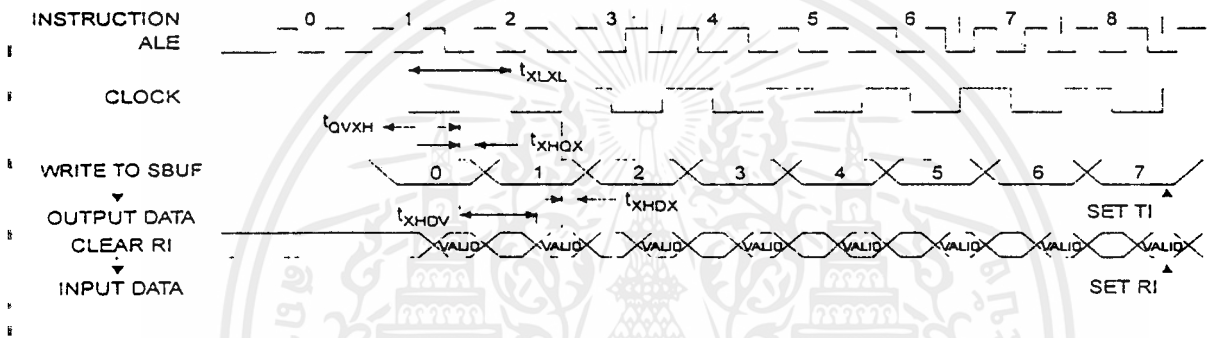 INSTRUCTION 0 1 2 3 4 5 6 7 8
ALE
tXLXL
CLOCK
tQVXH
tXHQX
WRITE TO SBUF 0 1 2 3 4 5 6 7
tXHDX
SET TI
OUTPUT DATA
tXHDV
CLEAR RI VALID VALID VALID VALID VALID VALID VALID VALID
INPUT DATA
SET RI